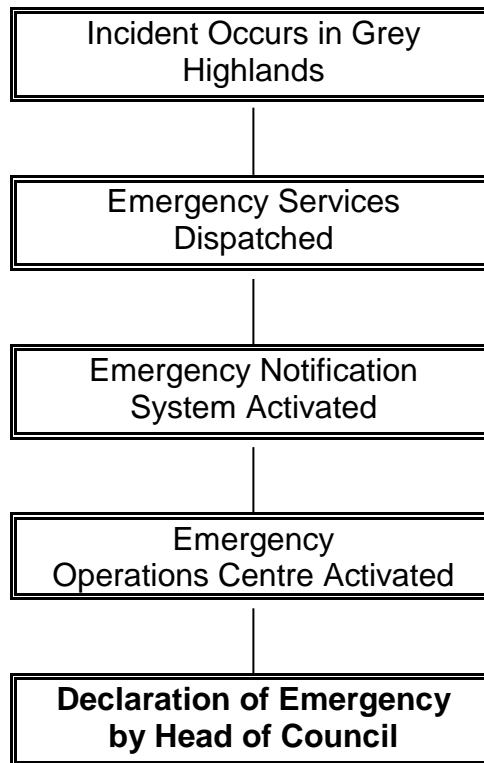 Incident Occurs in Grey
Highlands
Emergency Services
Dispatched
Emergency Notification
System Activated
Emergency
Operations Centre Activated
Declaration of Emergency
by Head of Council